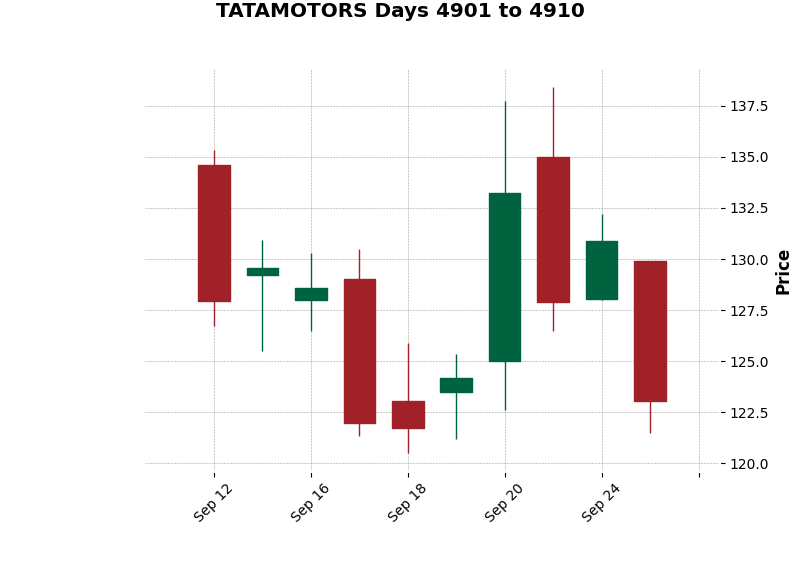 TATAMOTORS Days 4901 to 4910
137.5
135.0
132.5
130.0
127.5
125.0
122.5
120.0
Price
Sep 12
Sep 16
Sep 18
Sep 20
Sep 24